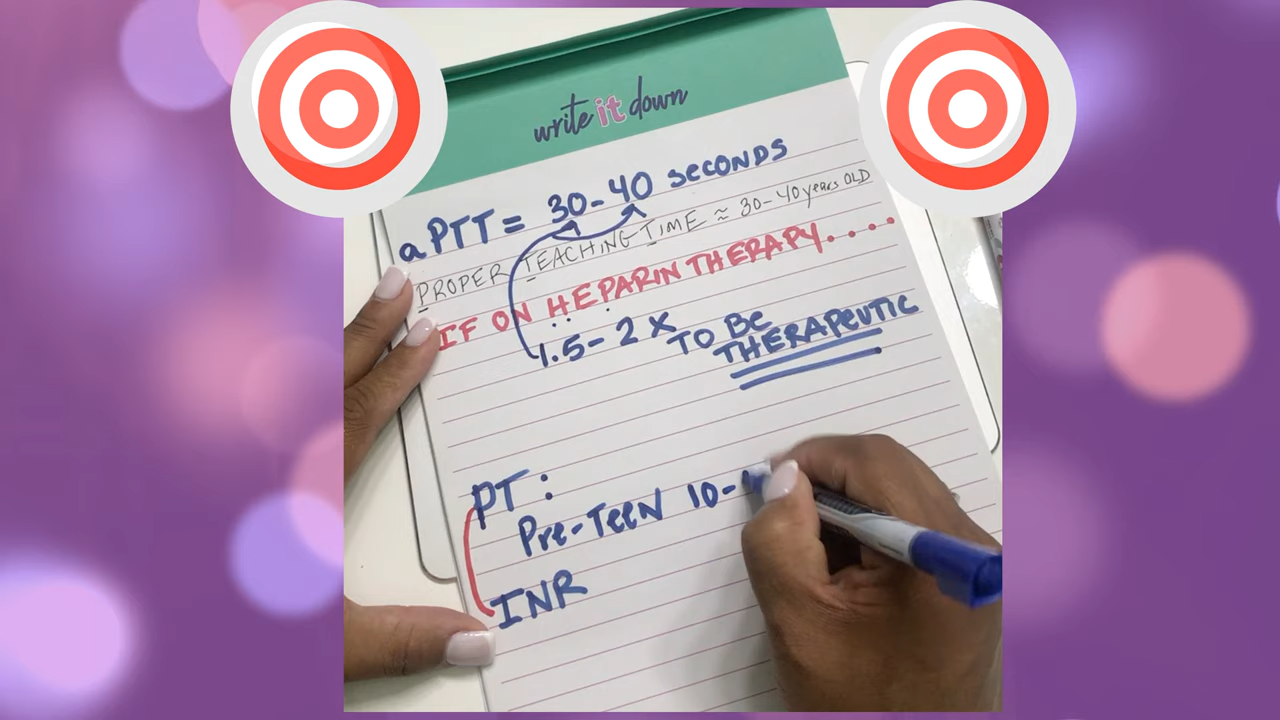 write it down
aPTT = 30-40 SECONDS
PROPER TEACHING TIME ≈ 30-40 years OLD
IF ON HEPARIN THERAPY....
1.5-2 X TO BE THERAPEUTIC
PT:
Pre-TEEN 10-
INR